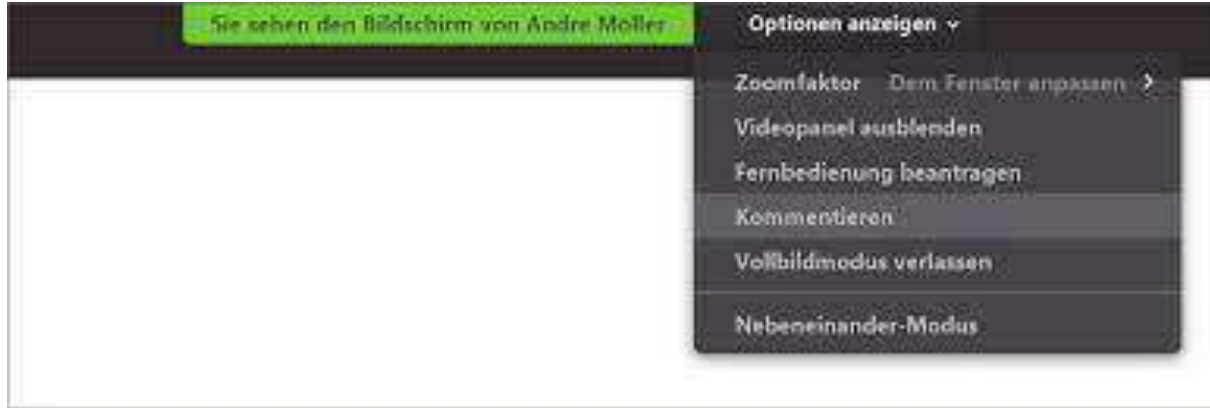 Sie sehen den Bildschirm von Andre Möller Optionen anzeigen
Zoomfaktor Dem Fenster anpassen
Videopanel ausblenden
Fernbedienung beantragen
Kommentieren
Vollbildmodus verlassen
Nebeneinander-Modus